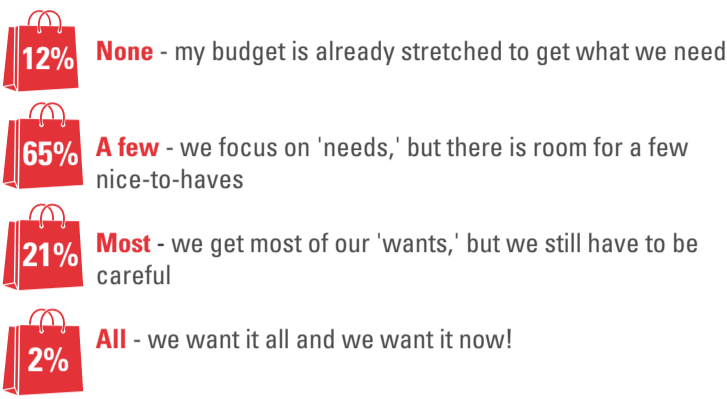 12% None - my budget is already stretched to get what we need
65% A few - we focus on 'needs,' but there is room for a few
nice-to-haves
21% Most - we get most of our 'wants,' but we still have to be
careful
2% All - we want it all and we want it now!